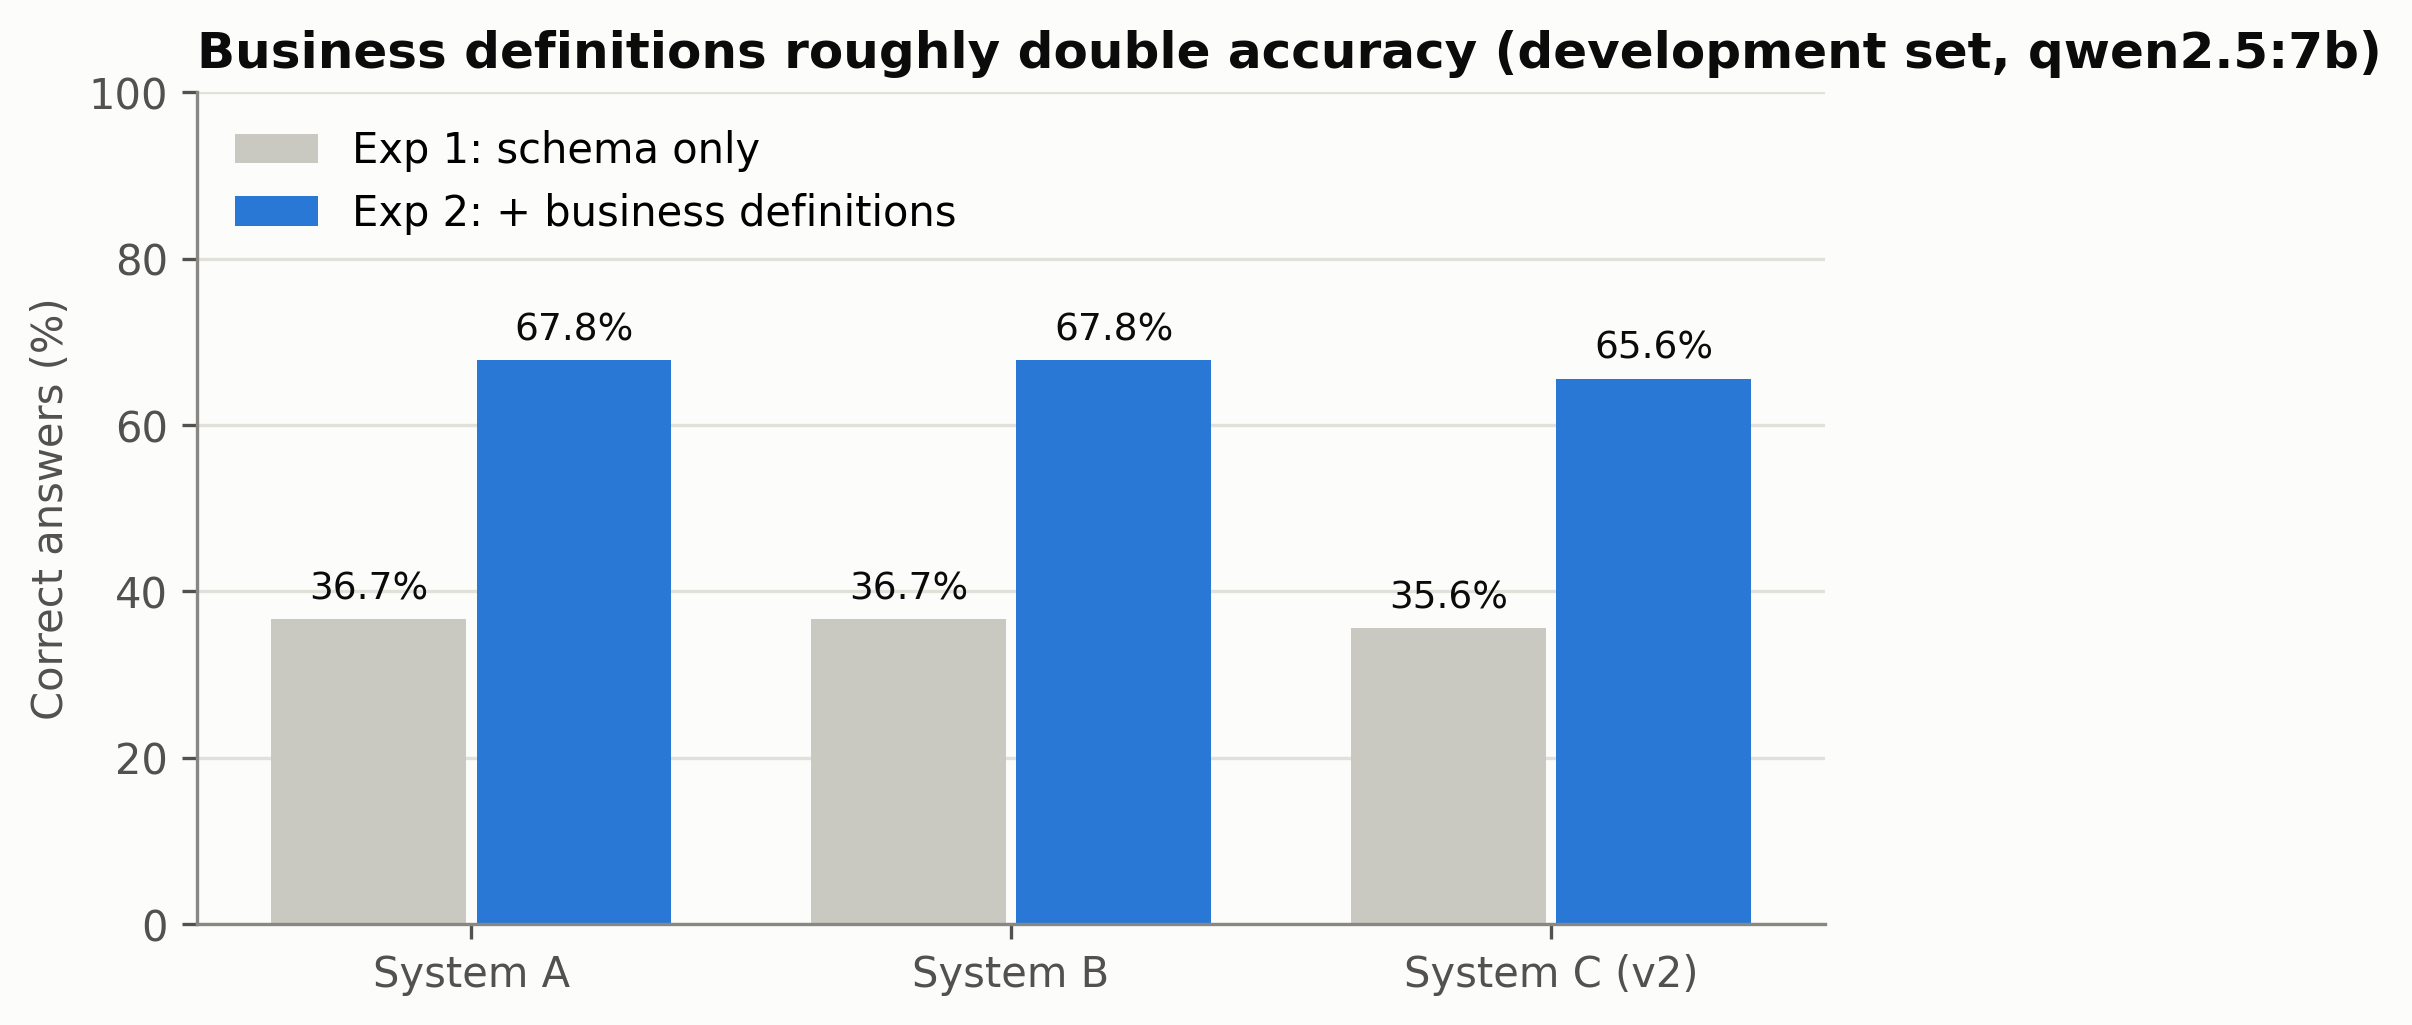 Business definitions roughly double accuracy (development set, qwen2.5:7b)
100
Exp 1: schema only
Exp 2: + business definitions
80
Correct answers (%)
67.8%
67.8%
65.6%
60
36.7%
36.7%
35.6%
40
20
0
System A
System B
System C (v2)